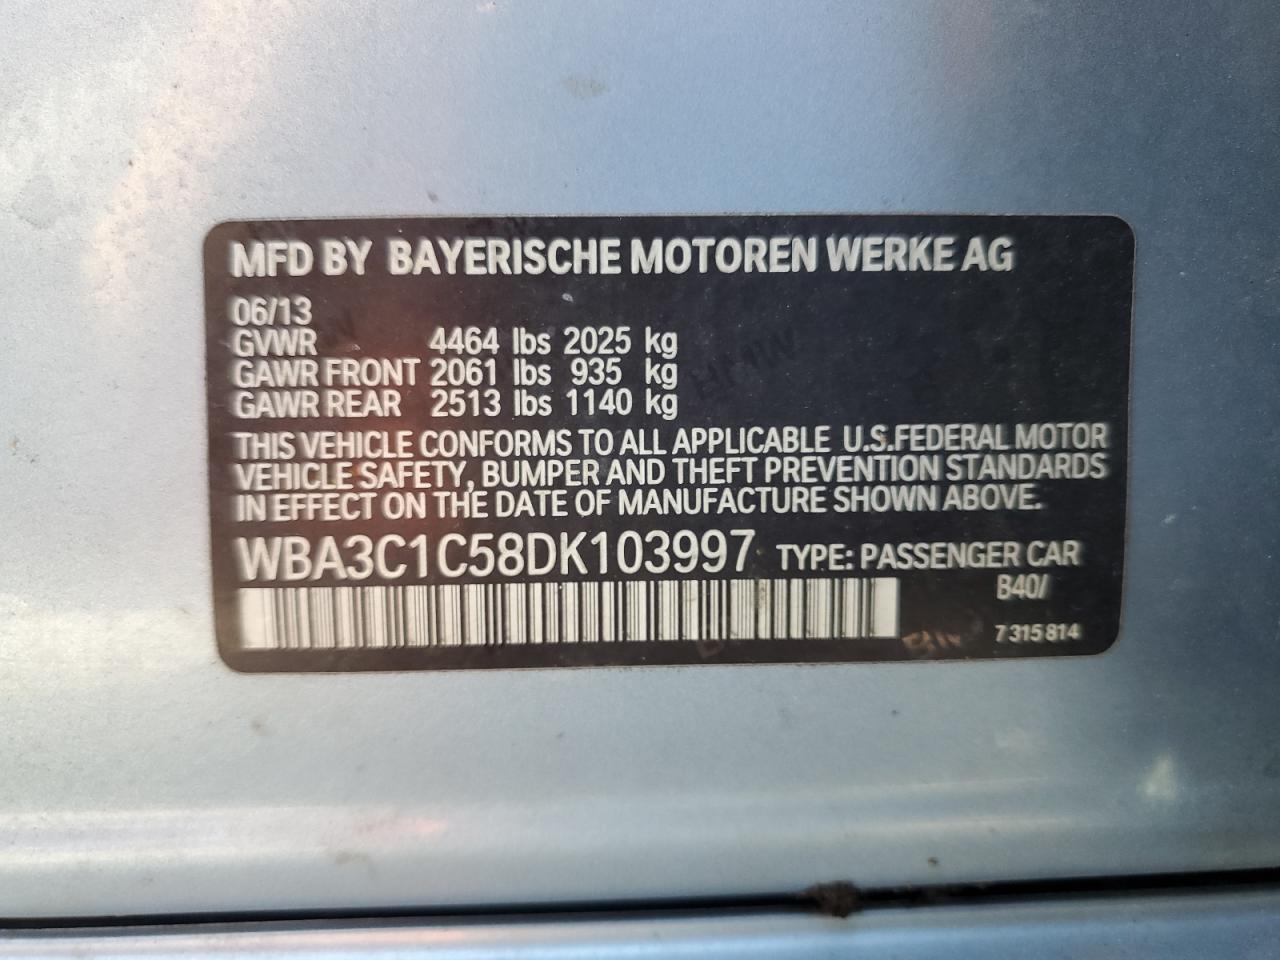 MFD BY BAYERISCHE MOTOREN WERKE AG
06/13
GVWR 4464 lbs 2025 kg
GAWR FRONT 2061 lbs 935 kg
GAWR REAR 2513 lbs 1140 kg
THIS VEHICLE CONFORMS TO ALL APPLICABLE U.S.FEDERAL MOTOR
VEHICLE SAFETY, BUMPER AND THEFT PREVENTION STANDARDS
IN EFFECT ON THE DATE OF MANUFACTURE SHOWN ABOVE.
WBA3C1C58DK103997 TYPE: PASSENGER CAR
B40/
7 315 814